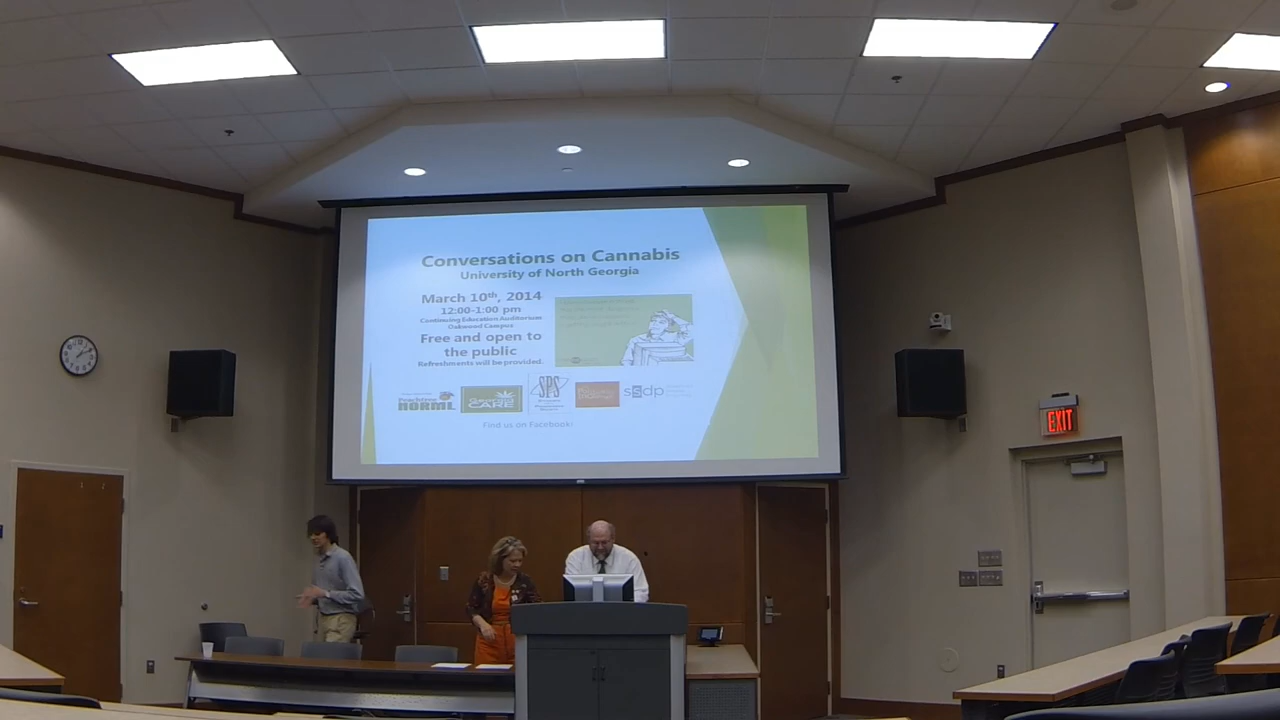 Conversations on Cannabis
University of North Georgia
March 10th, 2014
12:00-1:00 pm
Continuing Education Auditorium
Oakwood Campus
Free and open to
the public
Refreshments will be provided.
Peachtree
NORML
CARE
SPS
ssdp
Find us on Facebook!
EXIT